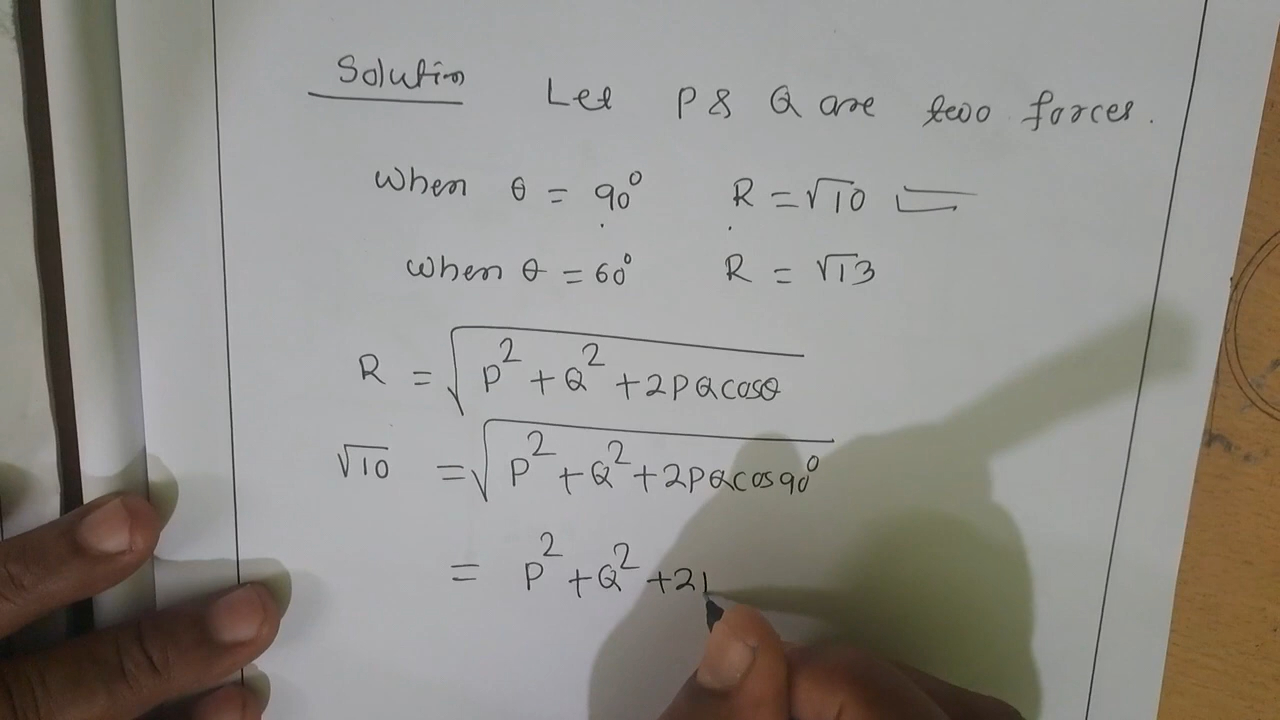 Solution Let P & Q are two forces.
When θ = 90° R = √10
when θ = 60° R = √13
R = √P² + Q² + 2PQcosθ
√10 = √P² + Q² + 2PQcos90°
= P² + Q² + 2